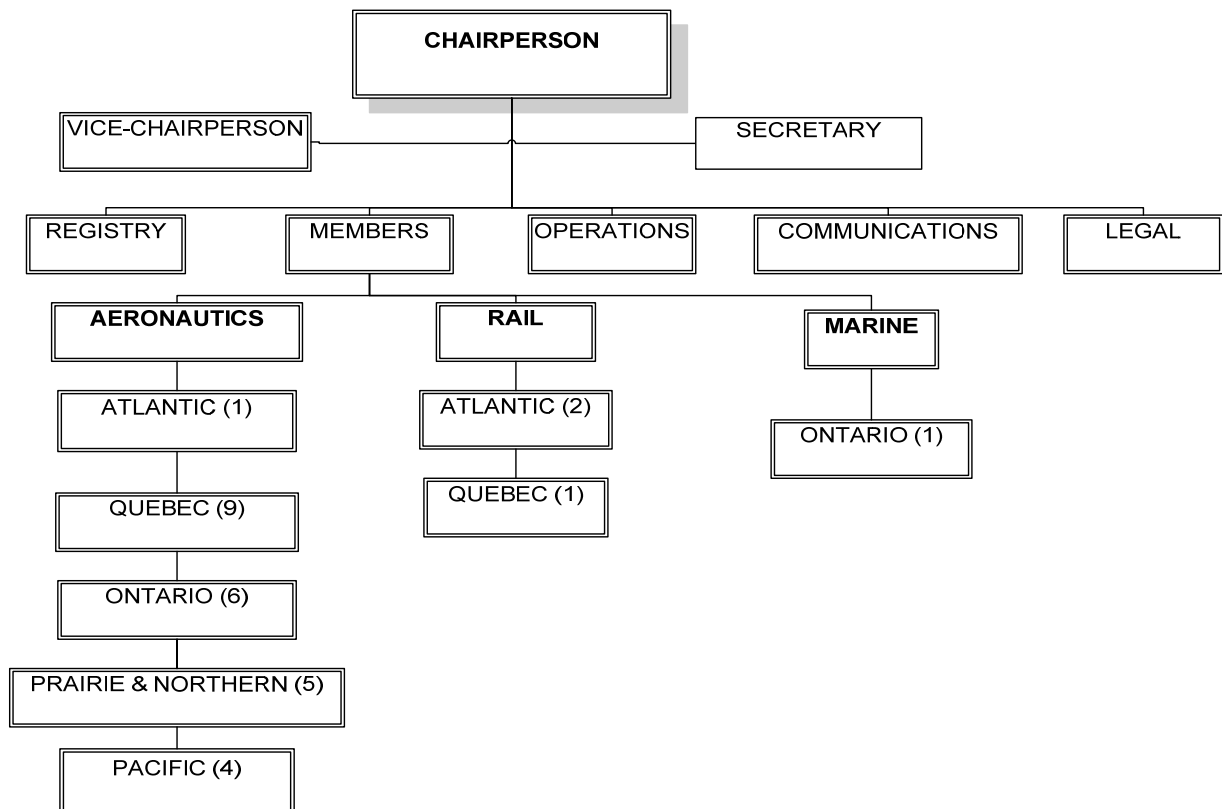 CHAIRPERSON
VICE-CHAIRPERSON
SECRETARY
REGISTRY
MEMBERS
OPERATIONS
COMMUNICATIONS
LEGAL
AERONAUTICS
RAIL
MARINE
ATLANTIC (1)
ATLANTIC (2)
ONTARIO (1)
QUEBEC (9)
QUEBEC (1)
ONTARIO (6)
PRAIRIE & NORTHERN (5)
PACIFIC (4)